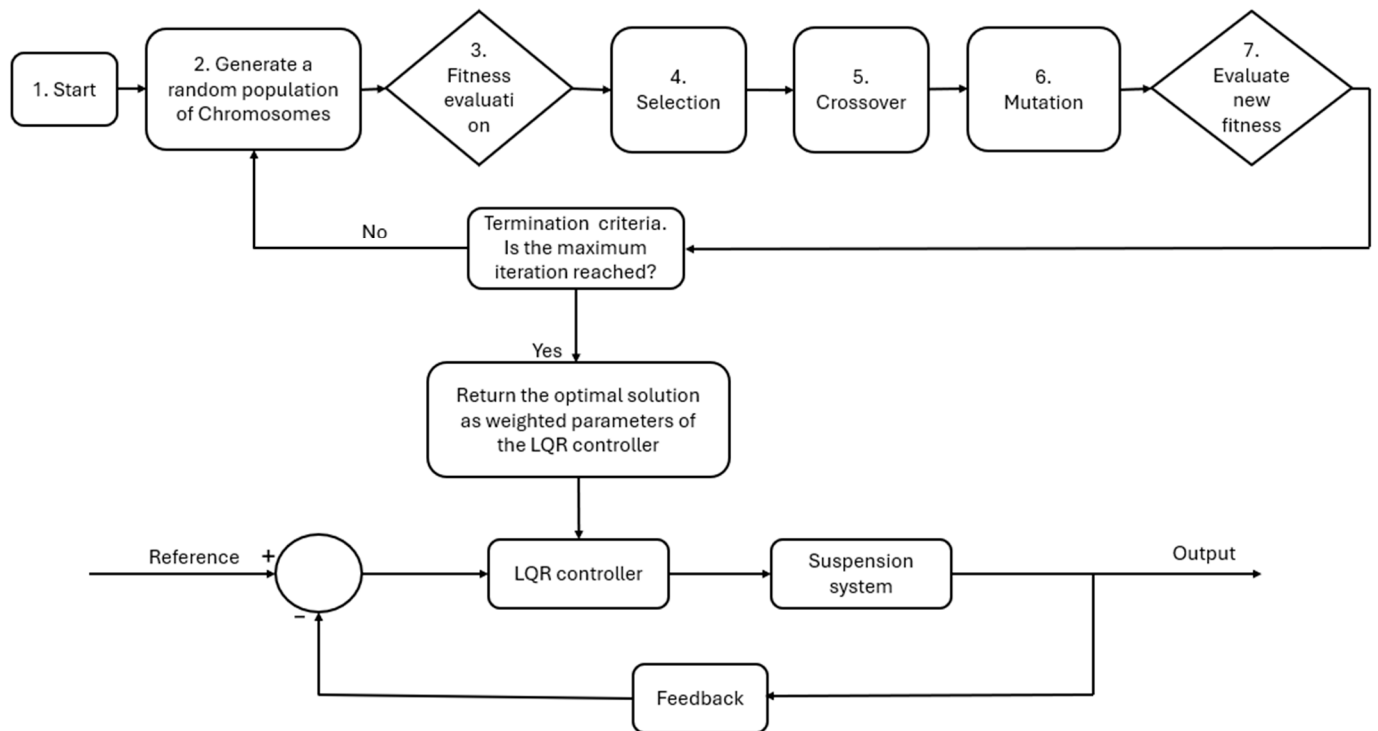 1. Start
2. Generate a
random population
of Chromosomes
3.
Fitness
evaluati
on
4.
Selection
5.
Crossover
6.
Mutation
7.
Evaluate
new
fitness
No
Termination criteria.
Is the maximum
iteration reached?
Yes
Return the optimal solution
as weighted parameters of
the LQR controller
Reference
+
−
LQR controller
Suspension
system
Output
Feedback